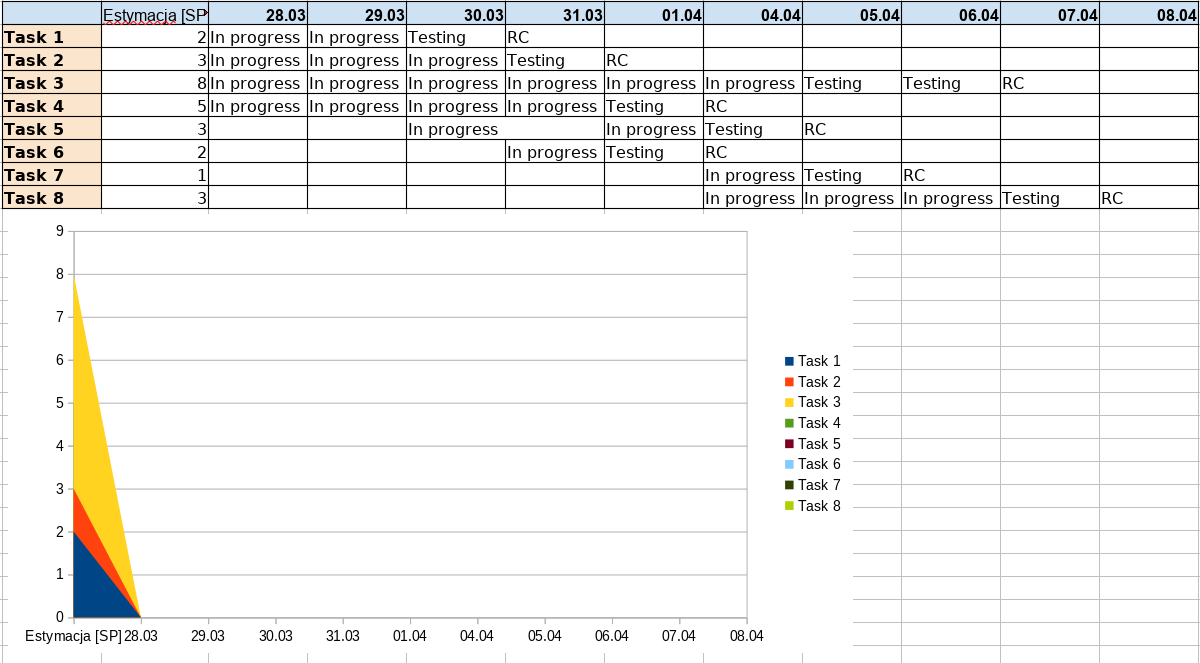 Estymacja [SP 28.03 29.03 30.03 31.03 01.04 04.04 05.04 06.04 07.04 08.04
Task 1 2 In progress In progress Testing RC
Task 2 3 In progress In progress In progress Testing RC
Task 3 8 In progress In progress In progress In progress In progress In progress Testing Testing RC
Task 4 5 In progress In progress In progress In progress Testing RC
Task 5 3 In progress In progress Testing RC
Task 6 2 In progress Testing RC
Task 7 1 In progress Testing RC
Task 8 3 In progress In progress In progress Testing RC
9
8
7
6
5
4
3
2
1
0
Estymacja [SP] 28.03 29.03 30.03 31.03 01.04 04.04 05.04 06.04 07.04 08.04
Task 1
Task 2
Task 3
Task 4
Task 5
Task 6
Task 7
Task 8